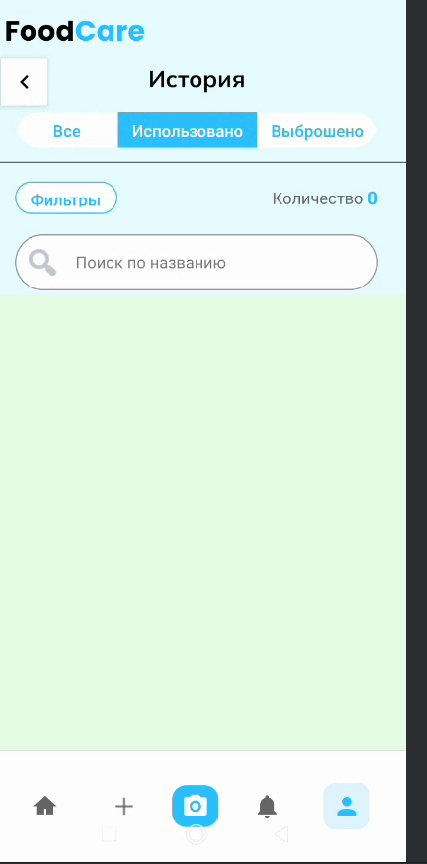 FoodCare
История
Все Использовано Выброшено
Фильтры Количество 0
Поиск по названию